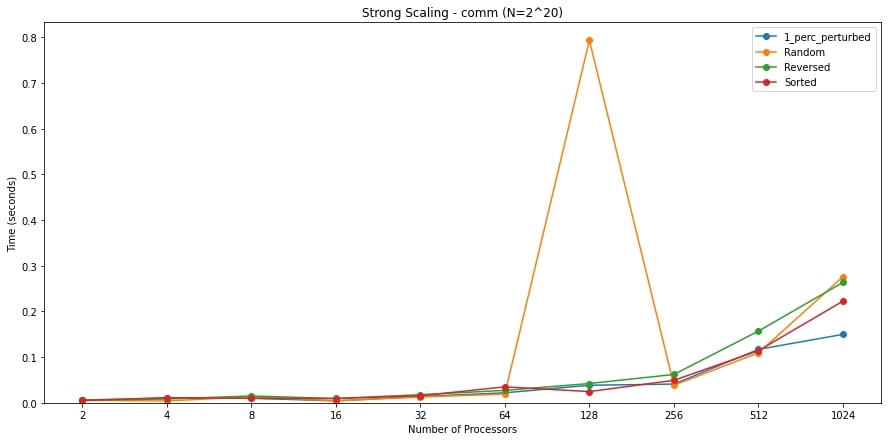 Strong Scaling - comm (N=2^20)
1_perc_perturbed
Random
Reversed
Sorted
Time (seconds)
0.8
0.7
0.6
0.5
0.4
0.3
0.2
0.1
0.0
2 4 8 16 32 64 128 256 512 1024
Number of Processors